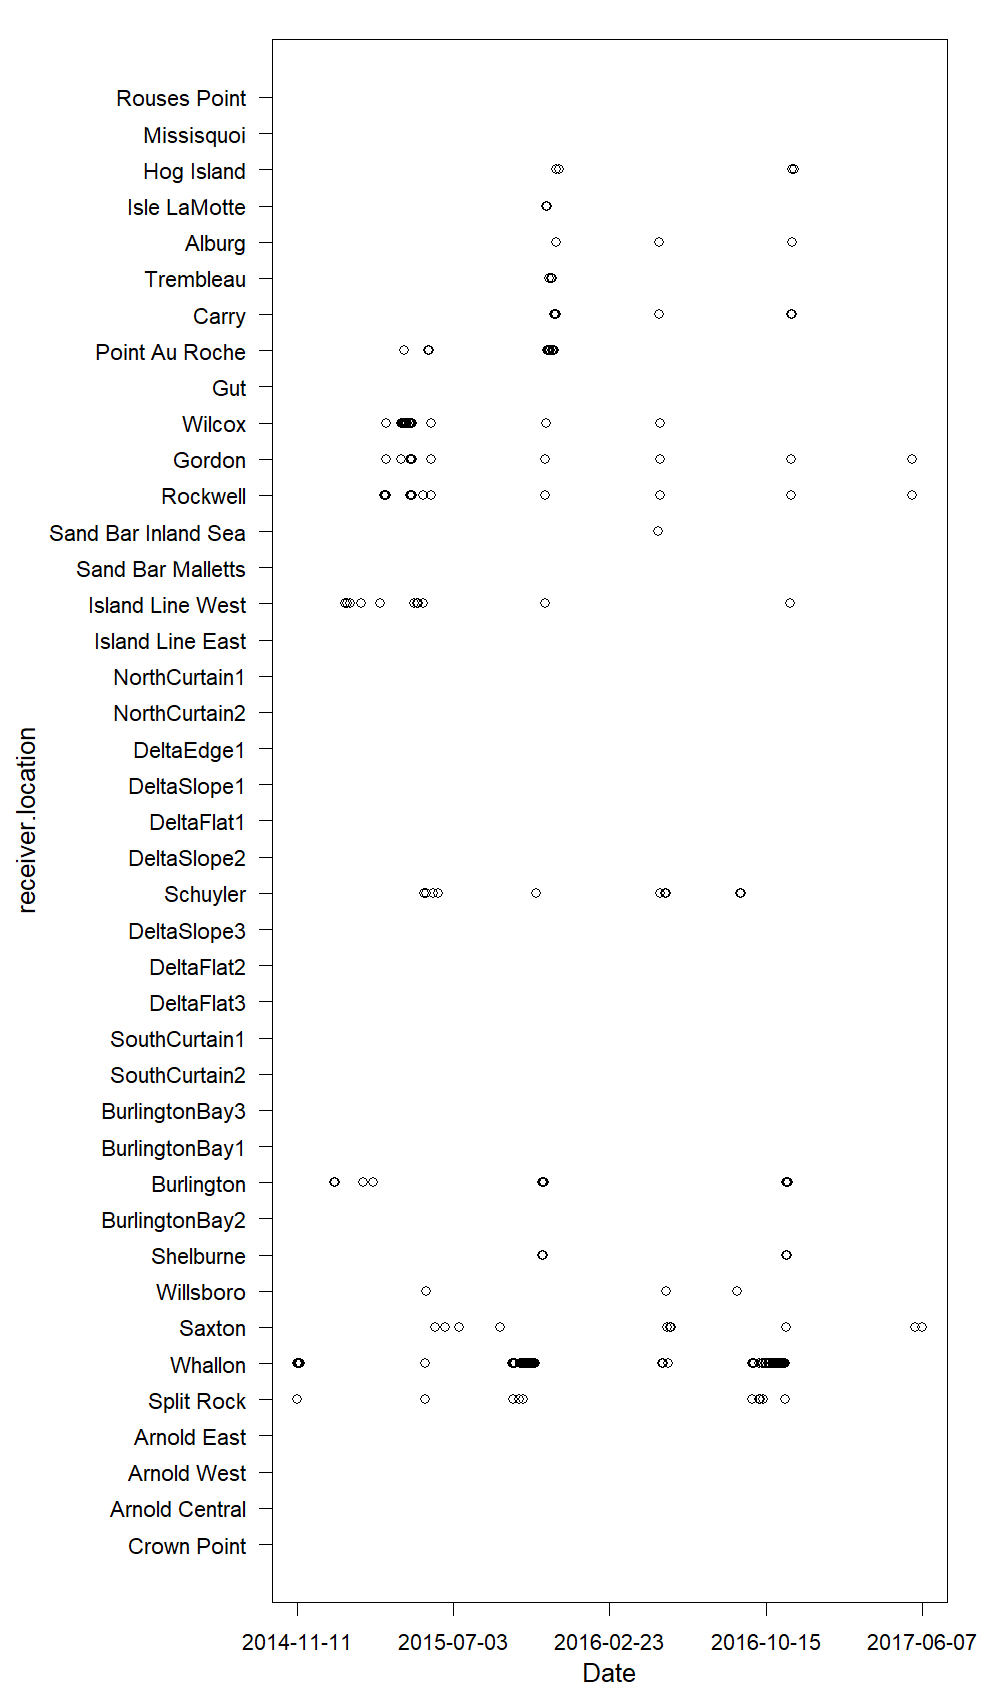 Rouses Point
Missisquoi
Hog Island
Isle LaMotte
Alburg
Trembleau
Carry
Point Au Roche
Gut
Wilcox
Gordon
Rockwell
Sand Bar Inland Sea
Sand Bar Malletts
Island Line West
Island Line East
NorthCurtain1
NorthCurtain2
DeltaEdge1
DeltaSlope1
DeltaFlat1
DeltaSlope2
Schuyler
DeltaSlope3
DeltaFlat2
DeltaFlat3
SouthCurtain1
SouthCurtain2
BurlingtonBay3
BurlingtonBay1
Burlington
BurlingtonBay2
Shelburne
Willsboro
Saxton
Whallon
Split Rock
Arnold East
Arnold West
Arnold Central
Crown Point
receiver.location
2014-11-11 2015-07-03 2016-02-23 2016-10-15 2017-06-07
Date